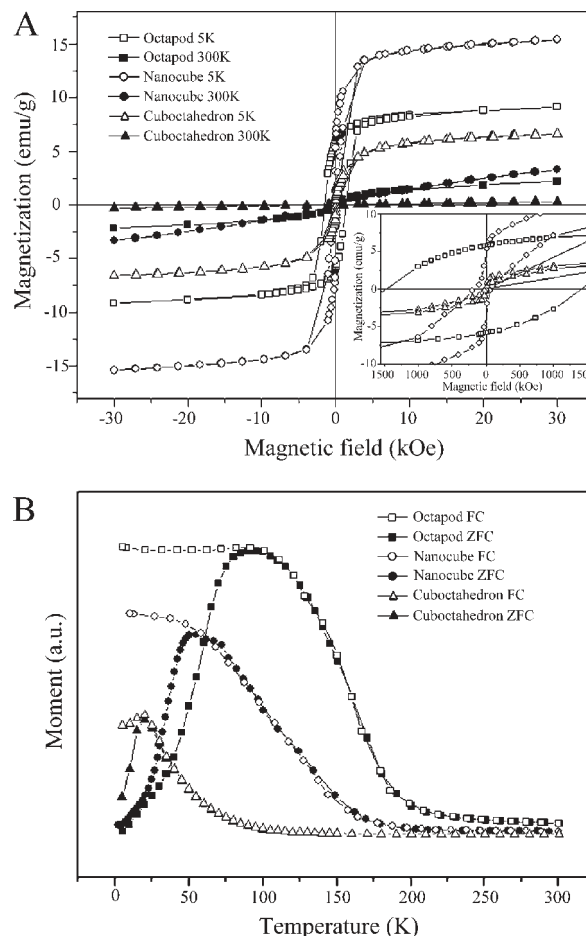 A
Octapod 5K
Octapod 300K
Nanocube 5K
Nanocubc 300K
Cuboctahedron 5K
Cuboctahedron 300K
15
10
5
0
-5
-10
-15
Magnetization (emu/g)
-30 -20 -10 0 10 20 30
Magnetic field (kOe)
10
5
0
-5
-10
Magnetization (emu/g)
1500 1000 500 0 500 1000 150
Magnetic field (kOe)
B
Octapod FC
Octapod ZFC
Nanocube FC
Nanocube ZFC
Cuboctahedron FC
Cuboctahedron ZFC
Moment (a.u.)
0 50 100 150 200 250 300
Temperature (K)